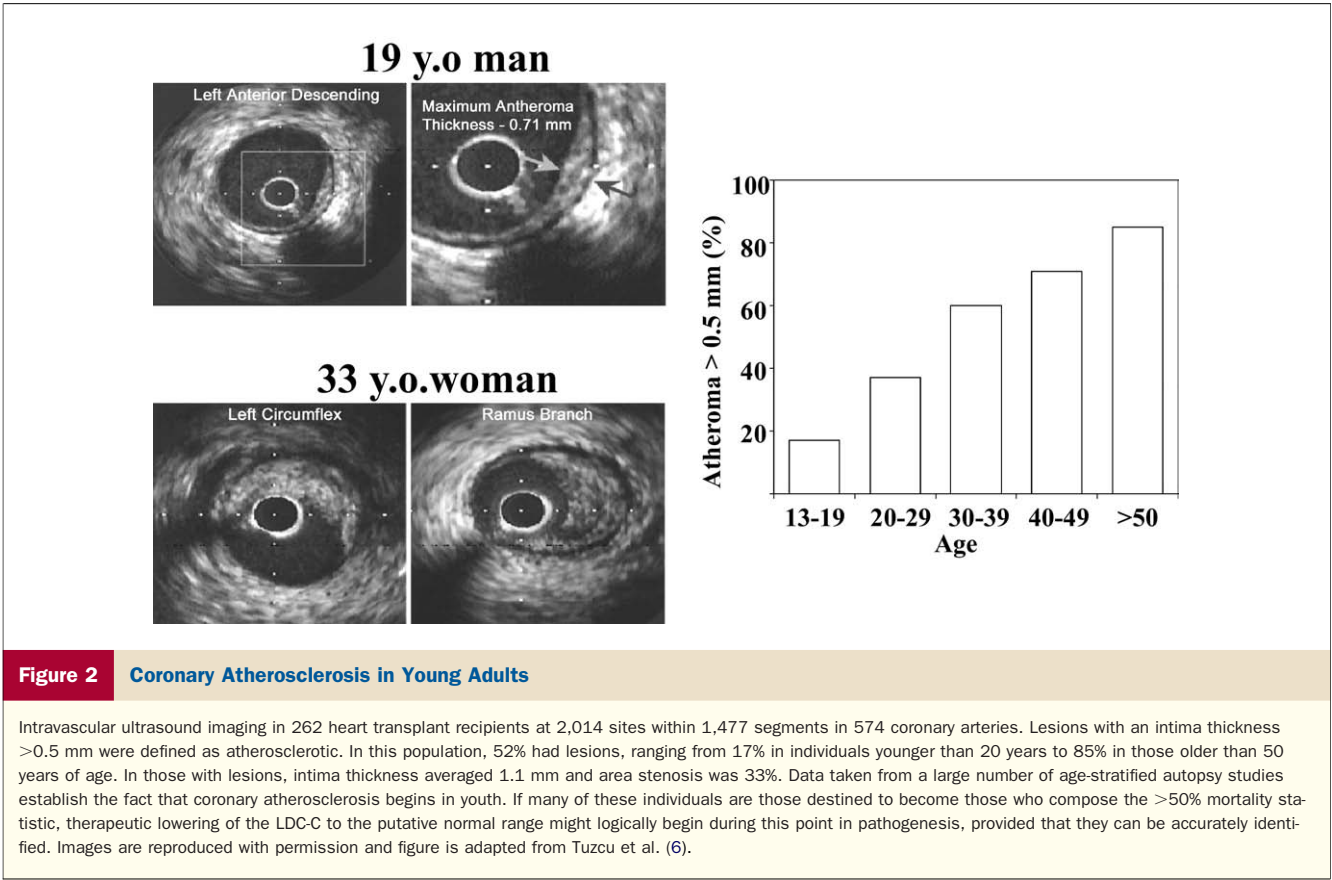 19 y.o man
Left Anterior Descending
Maximum Antheroma
Thickness - 0.71 mm
33 y.o.woman
Left Circumflex
Ramus Branch
Atheroma > 0.5 mm (%)
100
80
60
40
20
13-19 20-29 30-39 40-49 >50
Age
Figure 2 Coronary Atherosclerosis in Young Adults
Intravascular ultrasound imaging in 262 heart transplant recipients at 2,014 sites within 1,477 segments in 574 coronary arteries. Lesions with an intima thickness
>0.5 mm were defined as atherosclerotic. In this population, 52% had lesions, ranging from 17% in individuals younger than 20 years to 85% in those older than 50
years of age. In those with lesions, intima thickness averaged 1.1 mm and area stenosis was 33%. Data taken from a large number of age-stratified autopsy studies
establish the fact that coronary atherosclerosis begins in youth. If many of these individuals are those destined to become those who compose the >50% mortality sta-
tistic, therapeutic lowering of the LDC-C to the putative normal range might logically begin during this point in pathogenesis, provided that they can be accurately identi-
fied. Images are reproduced with permission and figure is adapted from Tuzcu et al. (6).